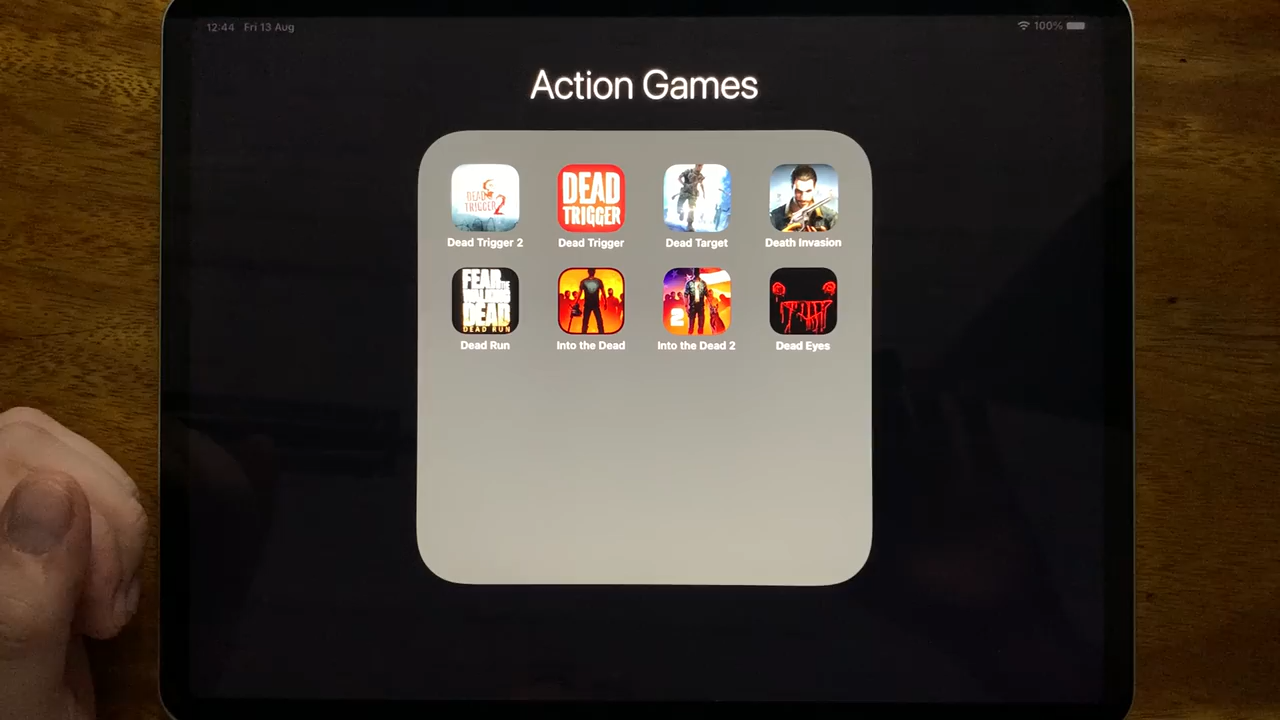 12:44 Fri 13 Aug
100%
Action Games
DEAD
TRIGGER 2
DEAD
TRIGGER
Dead Trigger 2
Dead Trigger
Dead Target
Death Invasion
FEAR THE
WALKING
DEAD
DEAD RUN
2
Dead Run
Into the Dead
Into the Dead 2
Dead Eyes